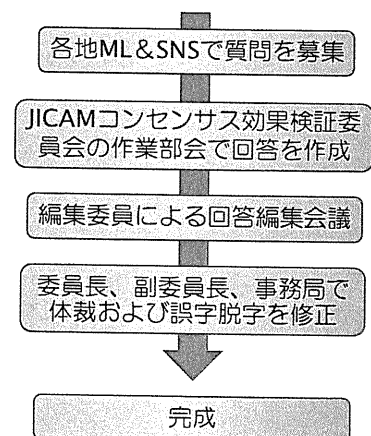 各地ML＆SNSで質問を募集
JICAMコンセンサス効果検証委
員会の作業部会で回答を作成
編集委員による回答編集会議
委員長、副委員長、事務局で
体裁および誤字脱字を修正
完成